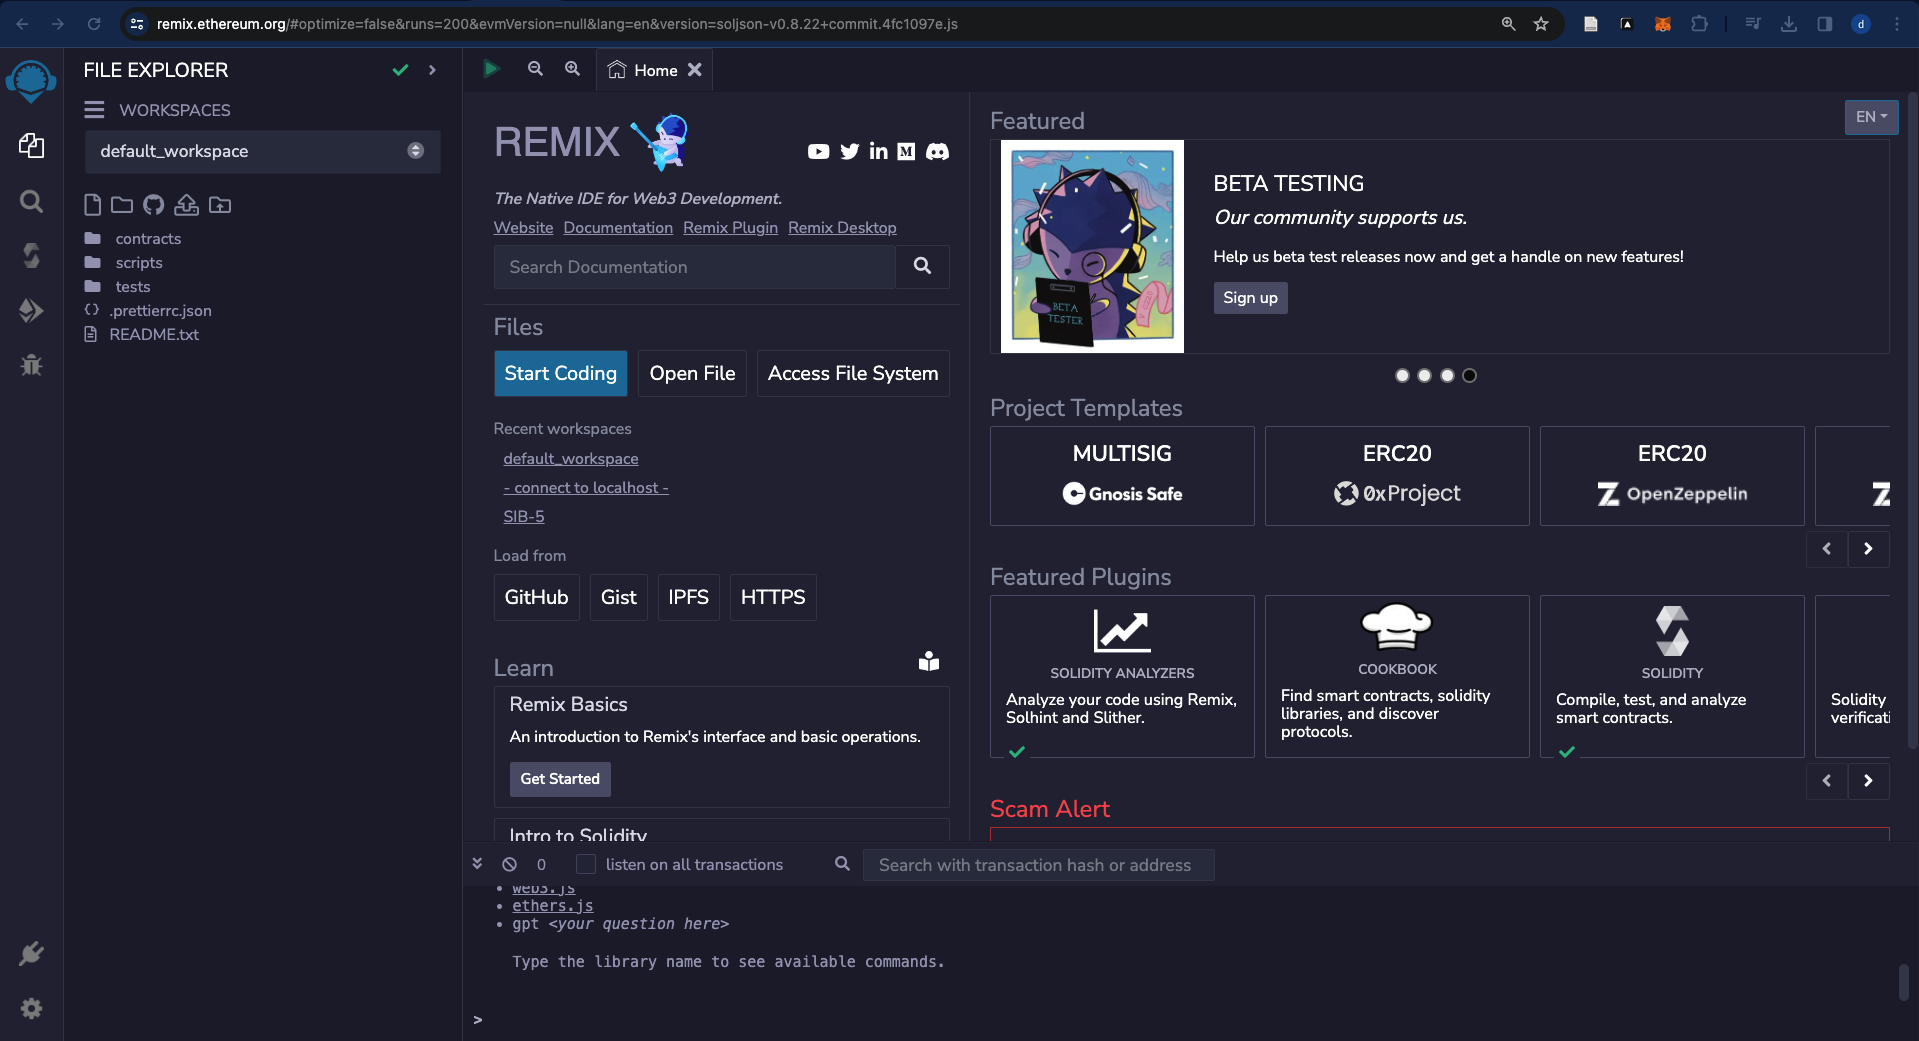 remix.ethereum.org/#optimize=false&runs=200&evmVersion=null&lang=en&version=soljson-v0.8.22+commit.4fc1097e.js
d
FILE EXPLORER
WORKSPACES
default_workspace
contracts
scripts
tests
.prettierrc.json
README.txt
Home
REMIX
The Native IDE for Web3 Development.
Website Documentation Remix Plugin Remix Desktop
Search Documentation
Files
Start Coding Open File Access File System
Recent workspaces
default_workspace
- connect to localhost -
SIB-5
Load from
GitHub Gist IPFS HTTPS
Learn
Remix Basics
An introduction to Remix's interface and basic operations.
Get Started
Intro to Solidity
Featured
EN
BETA
TESTER
BETA TESTING
Our community supports us.
Help us beta test releases now and get a handle on new features!
Sign up
Project Templates
MULTISIG
Gnosis Safe
ERC20
0xProject
ERC20
OpenZeppelin
Featured Plugins
SOLIDITY ANALYZERS
Analyze your code using Remix,
Solhint and Slither.
COOKBOOK
Find smart contracts, solidity
libraries, and discover
protocols.
SOLIDITY
Compile, test, and analyze
smart contracts.
Solidity
verificati
Scam Alert
0 listen on all transactions
Search with transaction hash or address
web3.js
ethers.js
gpt <your question here>
Type the library name to see available commands.
>